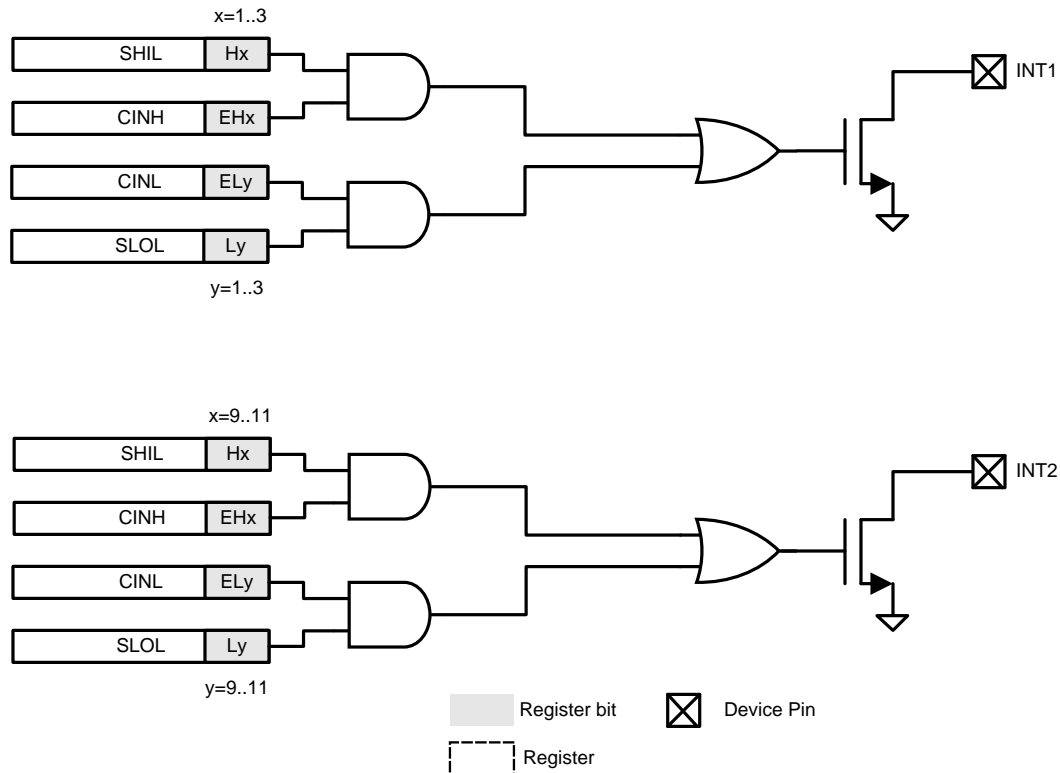 x=1..3
SHIL Hx
INT1
CINH EHx
CINL ELy
SLOL Ly
y=1..3
x=9..11
SHIL Hx
INT2
CINH EHx
CINL ELy
SLOL Ly
y=9..11
Register bit Device Pin
Register